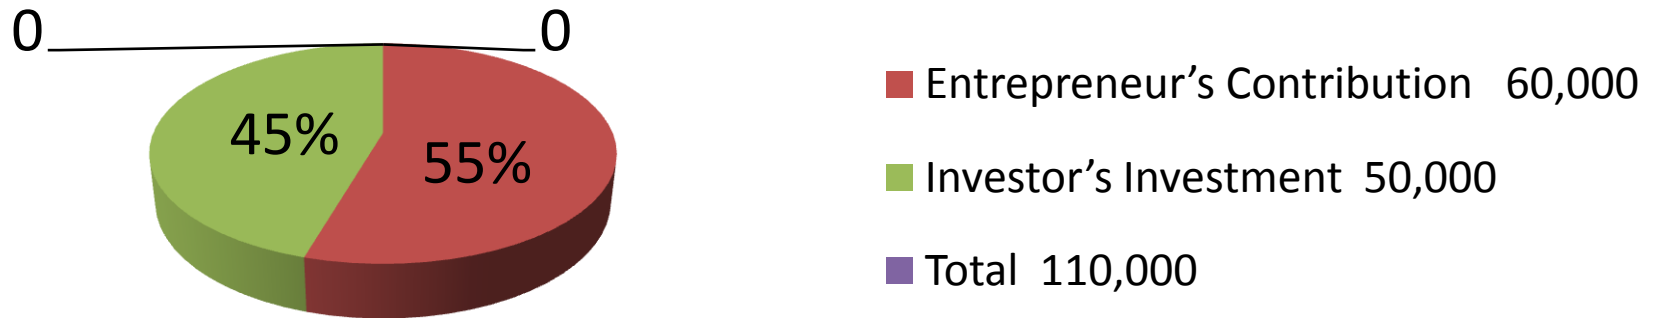 0
0
45%
55%
Entrepreneur’s Contribution 60,000
Investor’s Investment 50,000
Total 110,000